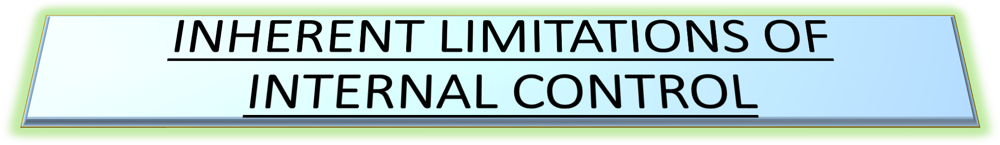 INHERENT LIMITATIONS OF
INTERNAL CONTROL